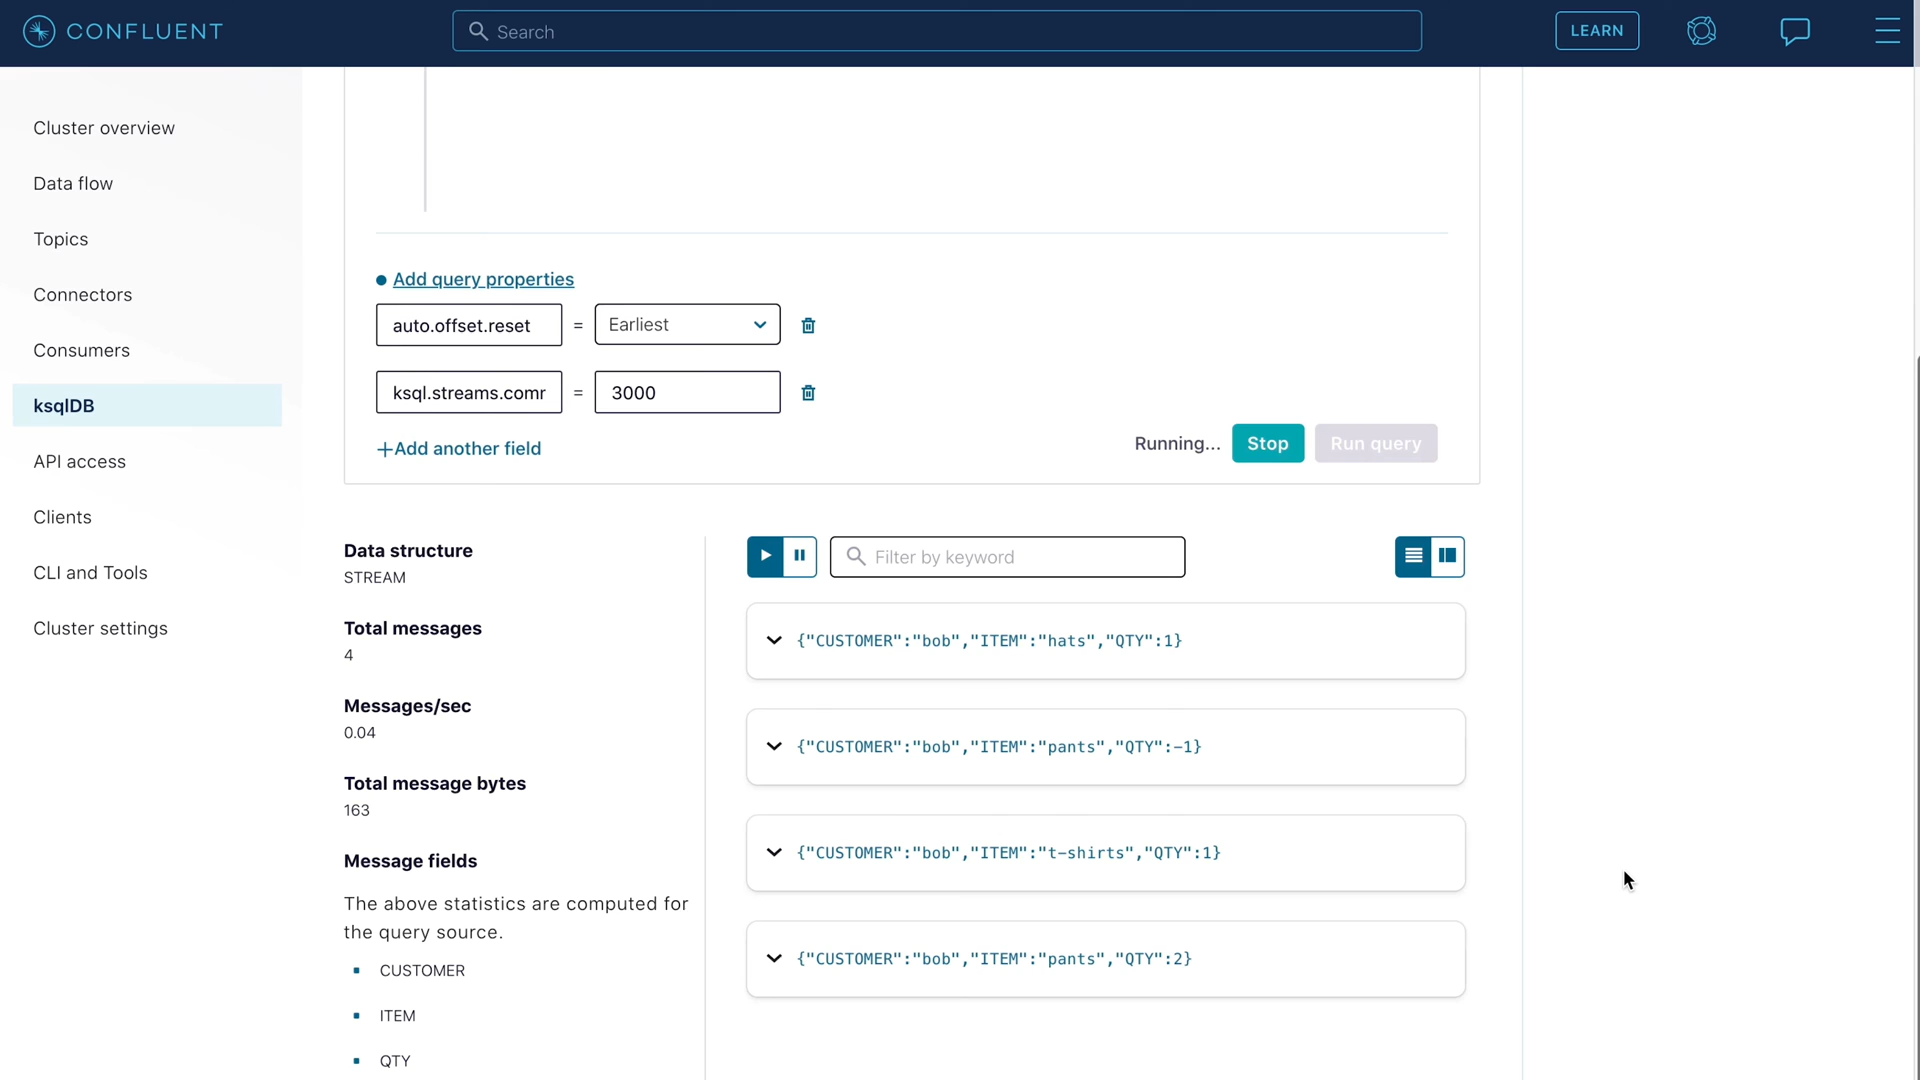 CONFLUENT
Search
LEARN
Cluster overview
Data flow
Topics
Connectors
Consumers
ksqlDB
API access
Clients
CLI and Tools
Cluster settings
Add query properties
auto.offset.reset = Earliest
ksql.streams.comr = 3000
+Add another field
Running... Stop Run query
Data structure
STREAM
Total messages
4
Messages/sec
0.04
Total message bytes
163
Message fields
The above statistics are computed for
the query source.
CUSTOMER
ITEM
QTY
Filter by keyword
{"CUSTOMER":"bob","ITEM":"hats","QTY":1}
{"CUSTOMER":"bob","ITEM":"pants","QTY":-1}
{"CUSTOMER":"bob","ITEM":"t-shirts","QTY":1}
{"CUSTOMER":"bob","ITEM":"pants","QTY":2}